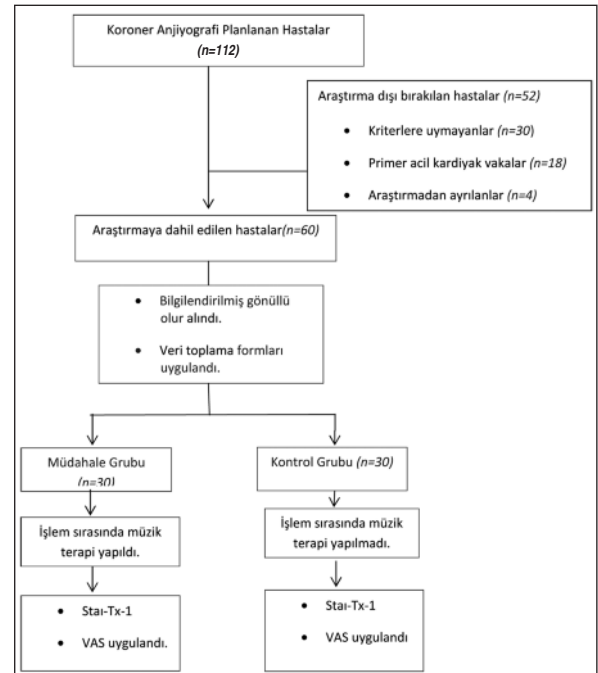 Koroner Anjiyografi Planlanan Hastalar
(n=112)
Araştırma dışı bırakılan hastalar (n=52)
• Kriterlere uymayanlar (n=30)
• Primer acil kardiyak vakalar (n=18)
• Araştırmadan ayrılanlar (n=4)
Araştırmaya dahil edilen hastalar(n=60)
• Bilgilendirilmiş gönüllü
olur alındı.
• Veri toplama formları
uygulandı.
Müdahale Grubu
(n=30)
Kontrol Grubu (n=30)
İşlem sırasında müzik
terapi yapıldı.
İşlem sırasında müzik
terapi yapılmadı.
• Staı-Tx-1
• VAS uygulandı.
• Staı-Tx-1
• VAS uygulandı